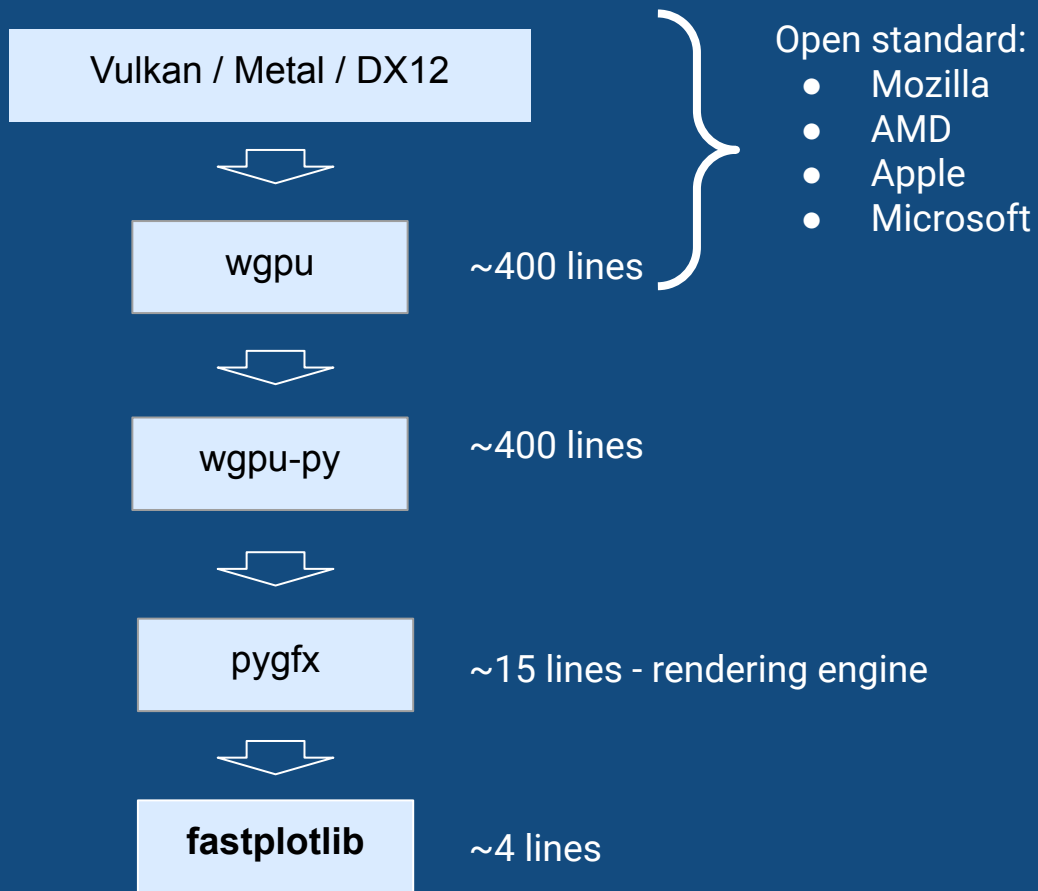 Vulkan / Metal / DX12
Open standard:
● Mozilla
● AMD
● Apple
● Microsoft
wgpu
~400 lines
wgpu-py
~400 lines
pygfx
~15 lines - rendering engine
fastplotlib
~4 lines